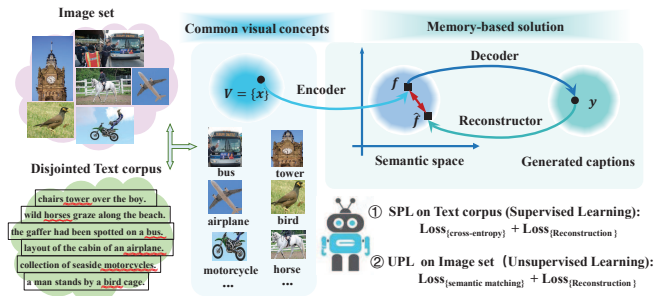 Image set
Disjointed Text corpus
chairs tower over the boy.
wild horses graze along the beach.
the gaffer had been spotted on a bus.
layout of the cabin of an airplane.
collection of seaside motorcycles.
a man stands by a bird cage.
Common visual concepts
V = {x}
bus
tower
airplane
bird
motorcycle
horse
...
...
Memory-based solution
Encoder
Decoder
f
f̂
y
Reconstructor
Semantic space
Generated captions
① SPL on Text corpus (Supervised Learning):
Loss{cross-entropy} + Loss{Reconstruction }
② UPL on Image set (Unsupervised Learning):
Loss{semantic matching} + Loss{Reconstruction }